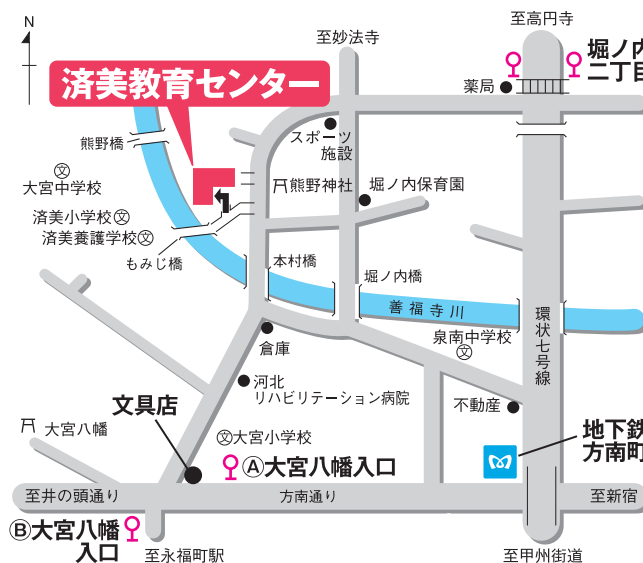 N
至妙法寺
至高円寺
堀ノ内
二丁目
薬局
済美教育センター
熊野橋
スポーツ
施設
文
大宮中学校
熊野神社
堀ノ内保育園
済美小学校文
済美養護学校文
もみじ橋
本村橋
堀ノ内橋
善福寺川
環状七号線
泉南中学校
文
倉庫
河北
リハビリテーション病院
不動産
文具店
大宮八幡
文大宮小学校
地下鉄
方南町
Ⓐ大宮八幡入口
至井の頭通り
方南通り
至新宿
Ⓑ大宮八幡
入口
至永福町駅
至甲州街道